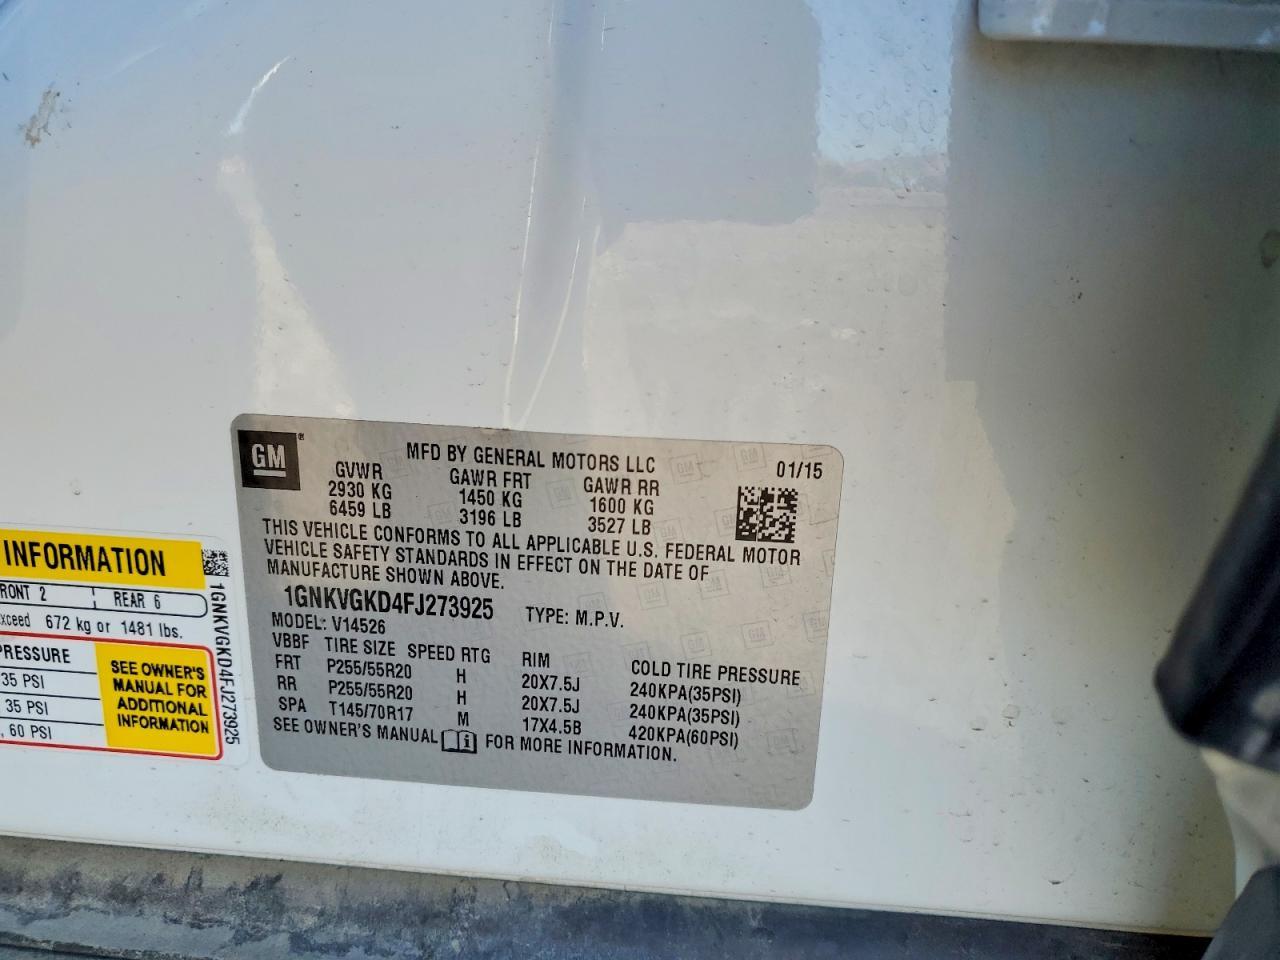 GM
MFD BY GENERAL MOTORS LLC
01/15
GVWR GAWR FRT GAWR RR
2930 KG 1450 KG 1600 KG
6459 LB 3196 LB 3527 LB
THIS VEHICLE CONFORMS TO ALL APPLICABLE U.S. FEDERAL MOTOR
VEHICLE SAFETY STANDARDS IN EFFECT ON THE DATE OF
MANUFACTURE SHOWN ABOVE.
1GNKVGKD4FJ273925 TYPE: M.P.V.
MODEL: V14526
VBBF TIRE SIZE SPEED RTG RIM COLD TIRE PRESSURE
FRT P255/55R20 H 20X7.5J 240KPA(35PSI)
RR P255/55R20 H 20X7.5J 240KPA(35PSI)
SPA T145/70R17 M 17X4.5B 420KPA(60PSI)
SEE OWNER'S MANUAL FOR MORE INFORMATION.
INFORMATION
2 REAR 6
672 kg or 1481 lbs.
35 PSI
35 PSI
60 PSI
SEE OWNER'S
MANUAL FOR
ADDITIONAL
INFORMATION
1GNKVGKD4FJ273925